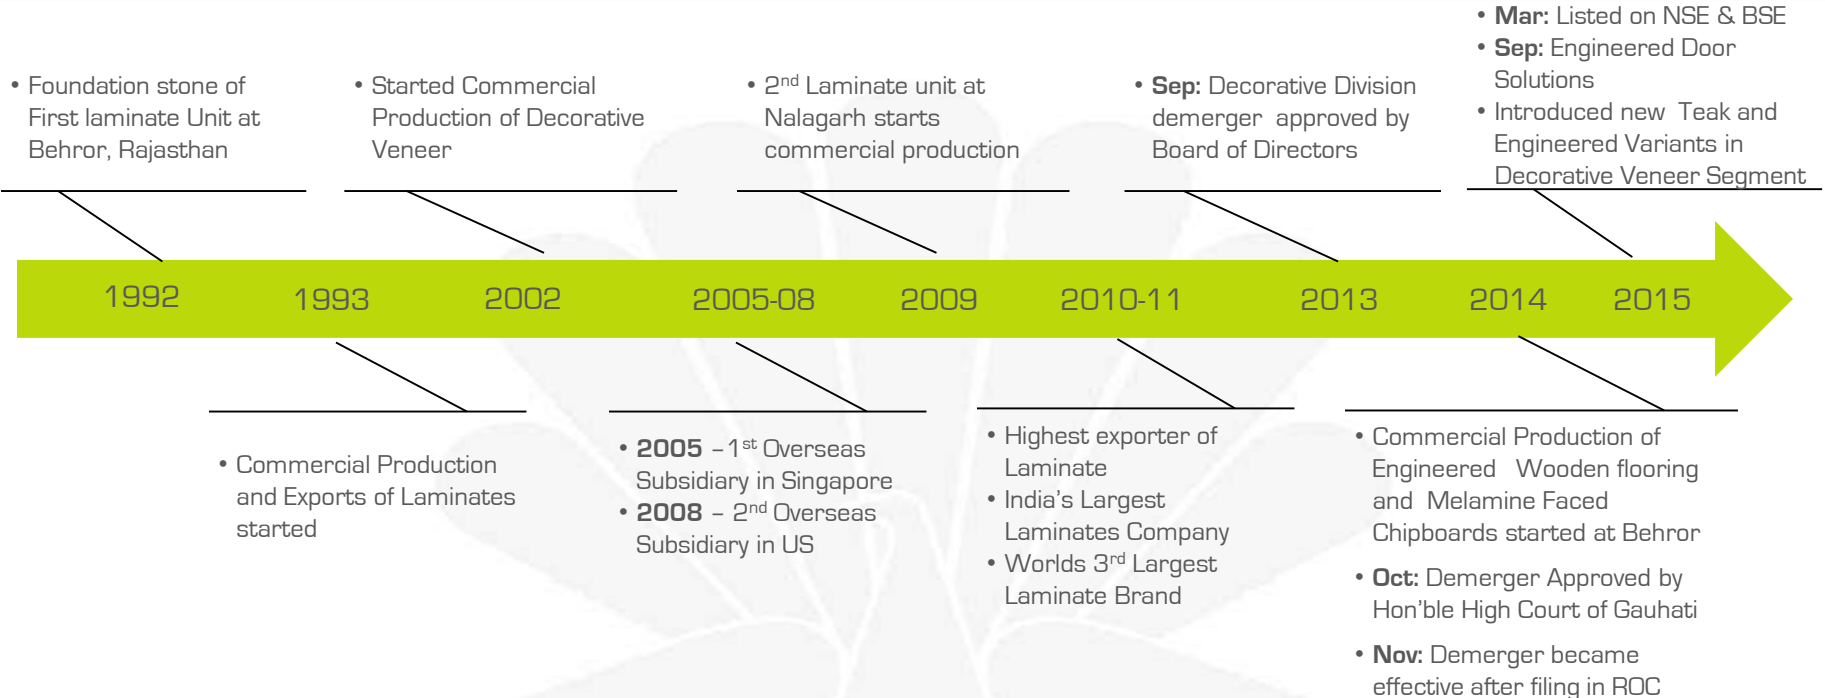 • Foundation stone of
First laminate Unit at
Behror, Rajasthan
• Started Commercial
Production of Decorative
Veneer
• 2nd Laminate unit at
Nalagarh starts
commercial production
• Sep: Decorative Division
demerger approved by
Board of Directors
• Mar: Listed on NSE & BSE
• Sep: Engineered Door
Solutions
• Introduced new Teak and
Engineered Variants in
Decorative Veneer Segment
1992 1993 2002 2005-08 2009 2010-11 2013 2014 2015
• Commercial Production
and Exports of Laminates
started
• 2005 – 1st Overseas
Subsidiary in Singapore
• 2008 – 2nd Overseas
Subsidiary in US
• Highest exporter of
Laminate
• India's Largest
Laminates Company
• Worlds 3rd Largest
Laminate Brand
• Commercial Production of
Engineered Wooden flooring
and Melamine Faced
Chipboards started at Behror
• Oct: Demerger Approved by
Hon'ble High Court of Gauhati
• Nov: Demerger became
effective after filing in ROC